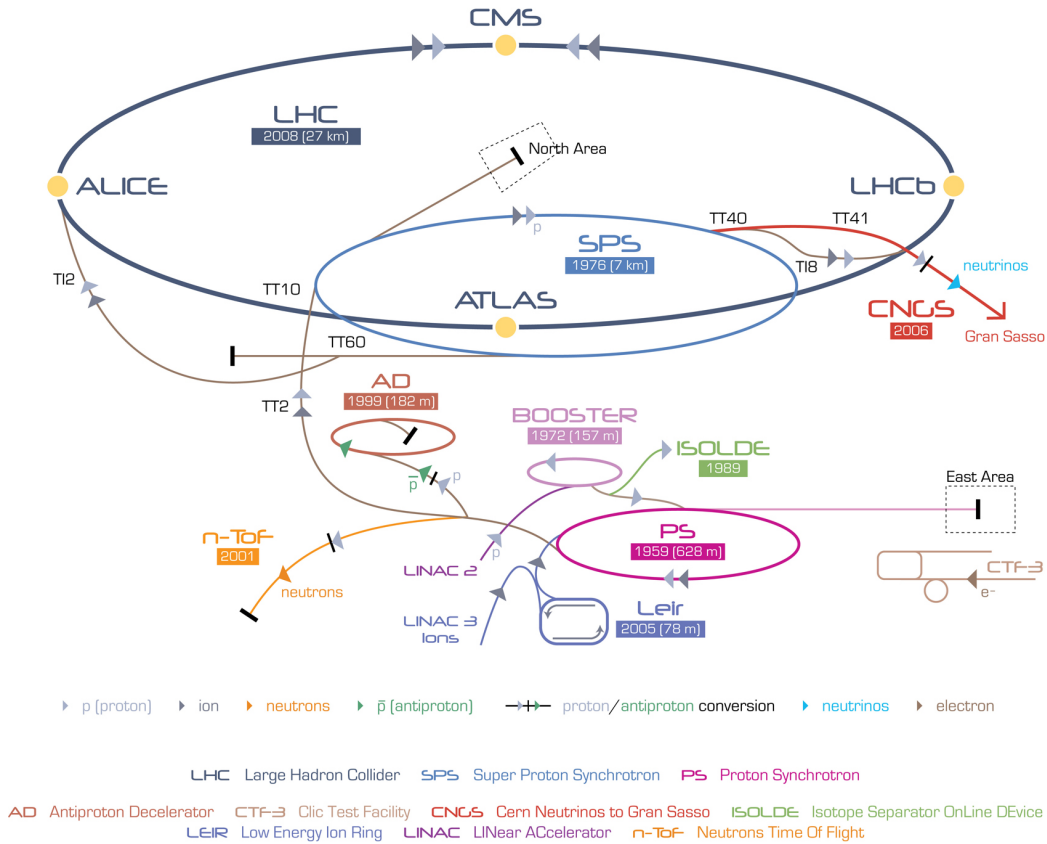 CMS
LHC
2008 (27 km)
North Area
ALICE
LHCb
TT40
TT41
p
SPS
1976 (7 km)
TI8
neutrinos
TI2
TT10
ATLAS
CNGS
2006
Gran Sasso
TT60
AD
1999 (182 m)
TT2
BOOSTER
1972 (157 m)
ISOLDE
1989
p̄
p
East Area
n-ToF
2001
PS
1959 (628 m)
p
LINAC 2
neutrons
CTF-3
e-
LINAC 3
Ions
Leir
2005 (78 m)
p (proton)
ion
neutrons
p̄ (antiproton)
proton/antiproton conversion
neutrinos
electron
LHC Large Hadron Collider
SPS Super Proton Synchrotron
PS Proton Synchrotron
AD Antiproton Decelerator
CTF-3 Clic Test Facility
CNGS Cern Neutrinos to Gran Sasso
ISOLDE Isotope Separator OnLine DEvice
LEIR Low Energy Ion Ring
LINAC LINear ACcelerator
n-ToF Neutrons Time Of Flight